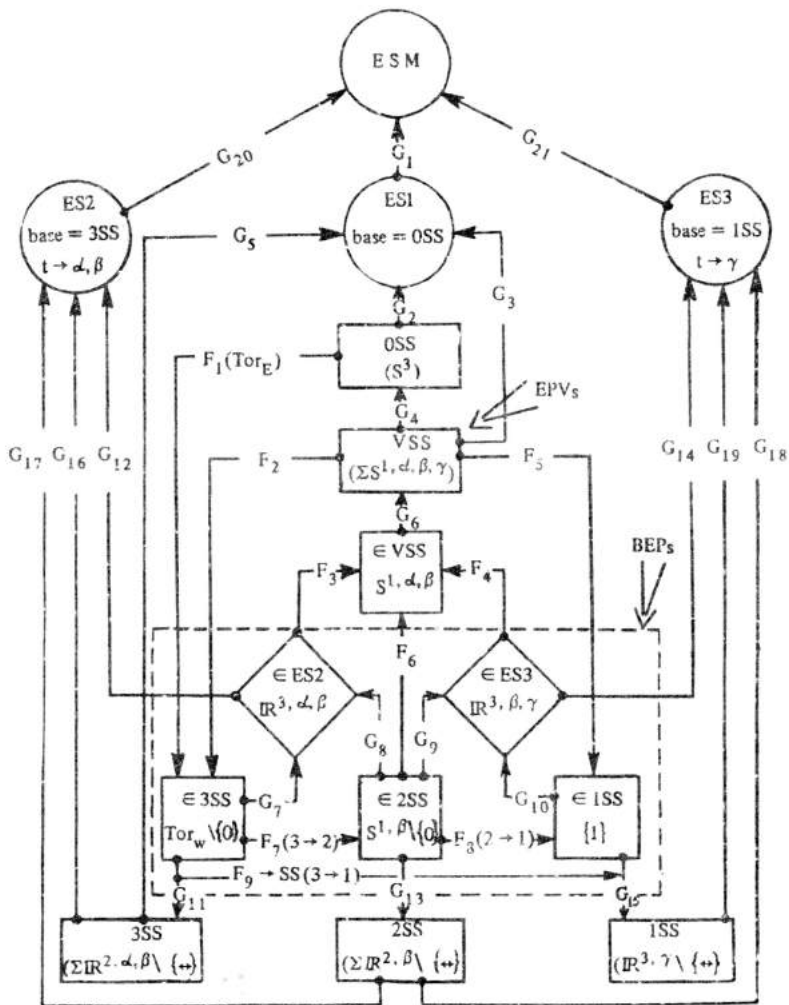 ESM
G₂₀
G₁
G₂₁
ES2
base = 3SS
t → α, β
ES1
base = 0SS
ES3
base = 1SS
t → γ
G₅
G₃
G₂
F₁(Tor_E)
0SS
(S³)
EPVs
G₄
G₁₇
G₁₆
G₁₂
F₂
VSS
(ΣS¹, α, β, γ)
F₅
G₁₄
G₁₉
G₁₈
G₆
∈ VSS
S¹, α, β
BEPs
F₃
F₄
F₆
∈ ES2
ℝ³, α, β
∈ ES3
ℝ³, β, γ
G₈
G₉
∈ 3SS
Tor_w \{0}
G₇
∈ 2SS
S¹, β\{0}
G₁₀
∈ 1SS
{1}
F₇(3 → 2)
F₈(2 → 1)
F₉ → SS(3 → 1)
G₁₁
G₁₃
G₁₅
3SS
(Σℝ², α, β \ {↔})
2SS
(Σℝ², β \ {↔})
1SS
(ℝ³, γ \ {↔})